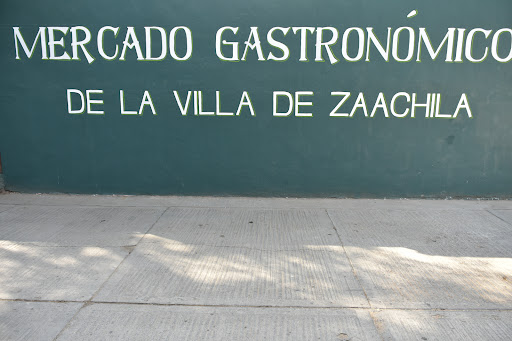 MERCADO GASTRONÓMICO
DE LA VILLA DE ZAACHILA